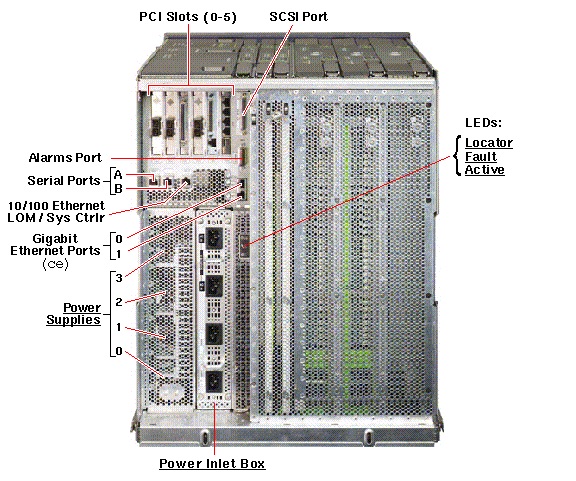 PCI Slots (0-5)
SCSI Port
LEDs:
Locator
Fault
Active
Alarms Port
Serial Ports
A
B
10/100 Ethernet
LOM / Sys Ctrlr
Gigabit
Ethernet Ports
(ce)
0
1
Power
Supplies
3
2
1
0
Power Inlet Box